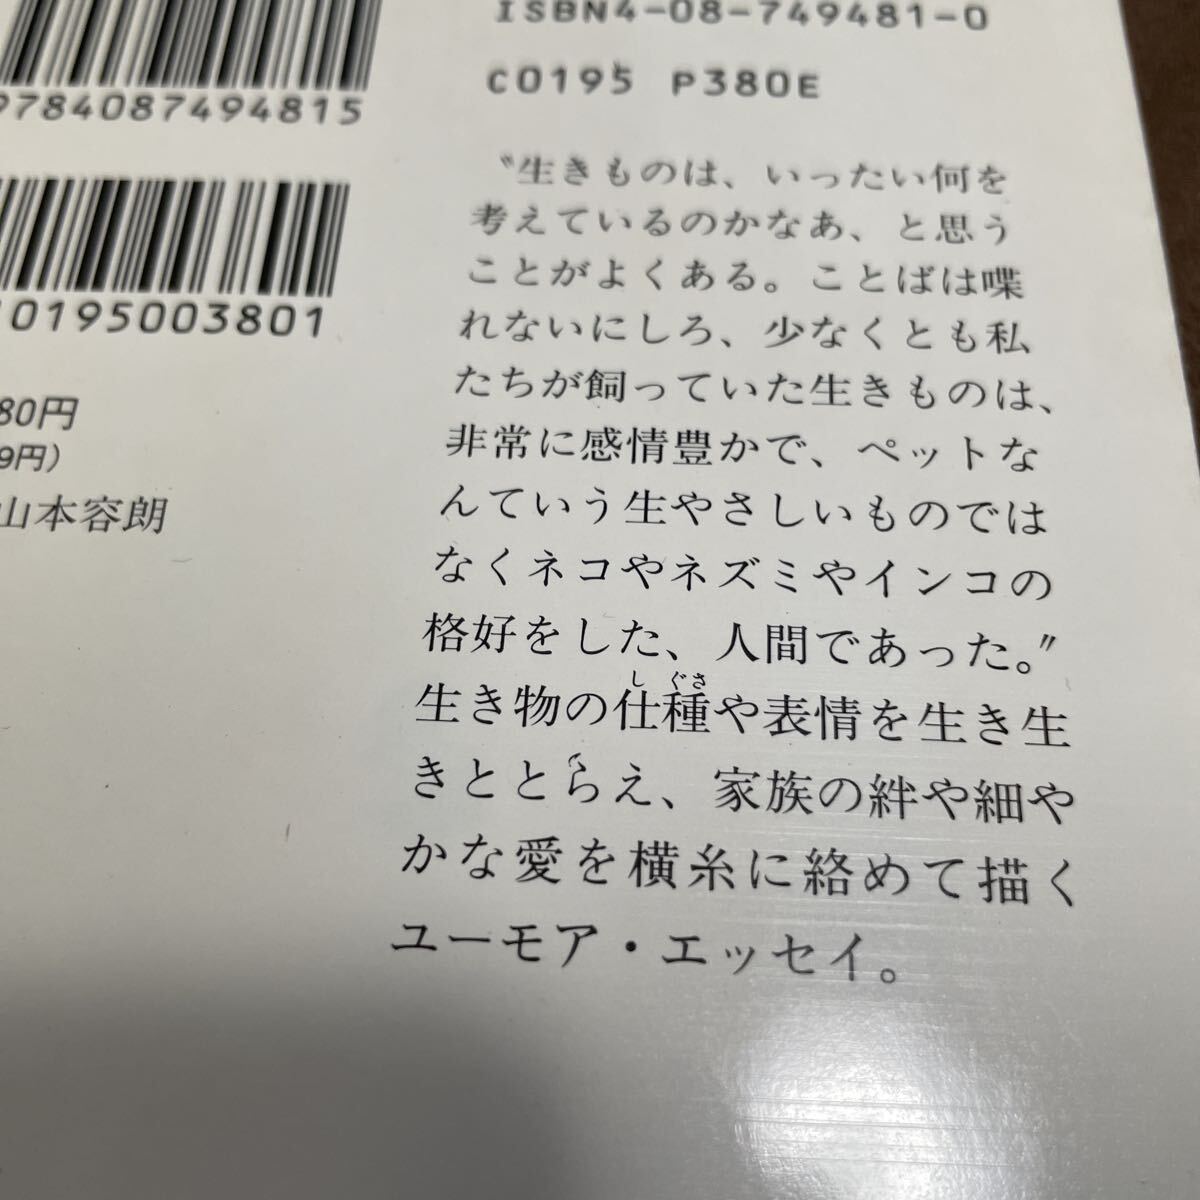 9784087494815
10195003801
80円
9円)
山本容朗
ISBN4-08-749481-0
C0195 P380E
〝生きものは、いったい何を
考えているのかなあ、と思う
ことがよくある。ことばは喋
れないにしろ、少なくとも私
たちが飼っていた生きものは、
非常に感情豊かで、ペットな
んていう生やさしいものでは
なくネコやネズミやインコの
格好をした、人間であった。〟
生き物の仕種や表情を生き生
しぐさ
きととらえ、家族の絆や細や
かな愛を横糸に絡めて描く
ユーモア・エッセイ。